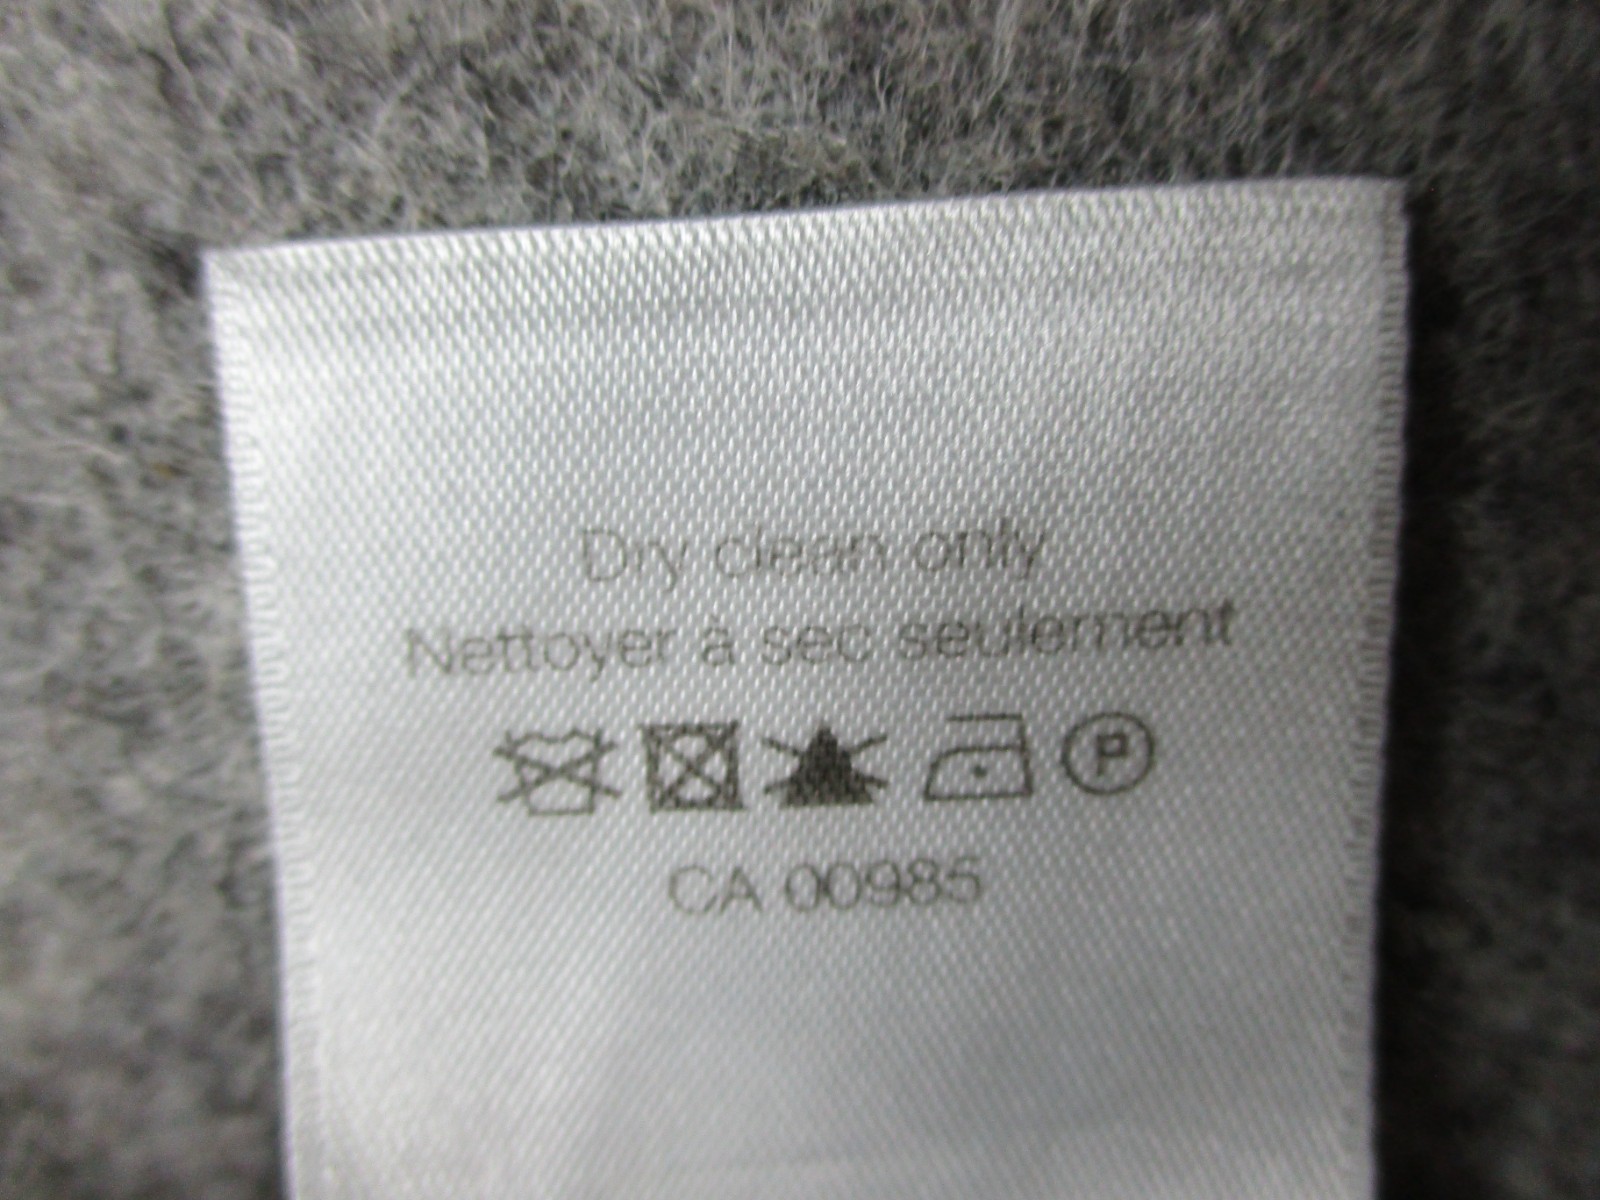 Dry clean only
Nettoyer à sec seulement
P
CA 00985